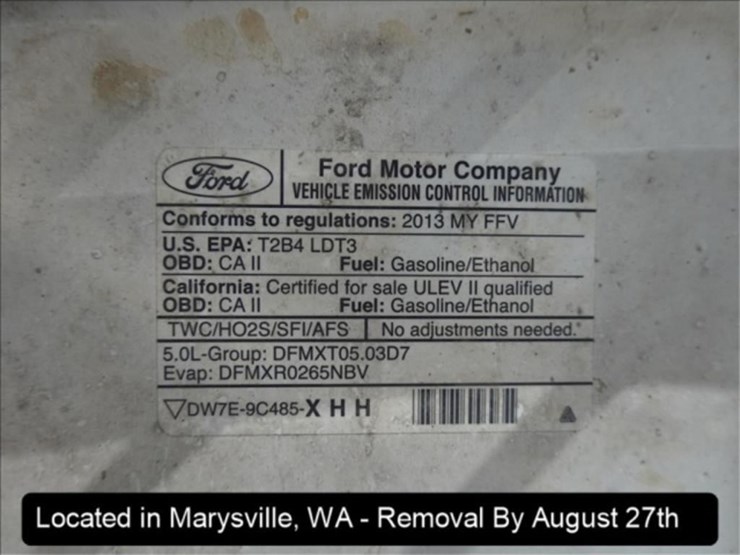 Ford
Ford Motor Company
VEHICLE EMISSION CONTROL INFORMATION
Conforms to regulations: 2013 MY FFV
U.S. EPA: T2B4 LDT3
OBD: CA II Fuel: Gasoline/Ethanol
California: Certified for sale ULEV II qualified
OBD: CA II Fuel: Gasoline/Ethanol
TWC/HO2S/SFI/AFS No adjustments needed.
5.0L-Group: DFMXT05.03D7
Evap: DFMXR0265NBV
DW7E-9C485-X H H
Located in Marysville, WA - Removal By August 27th